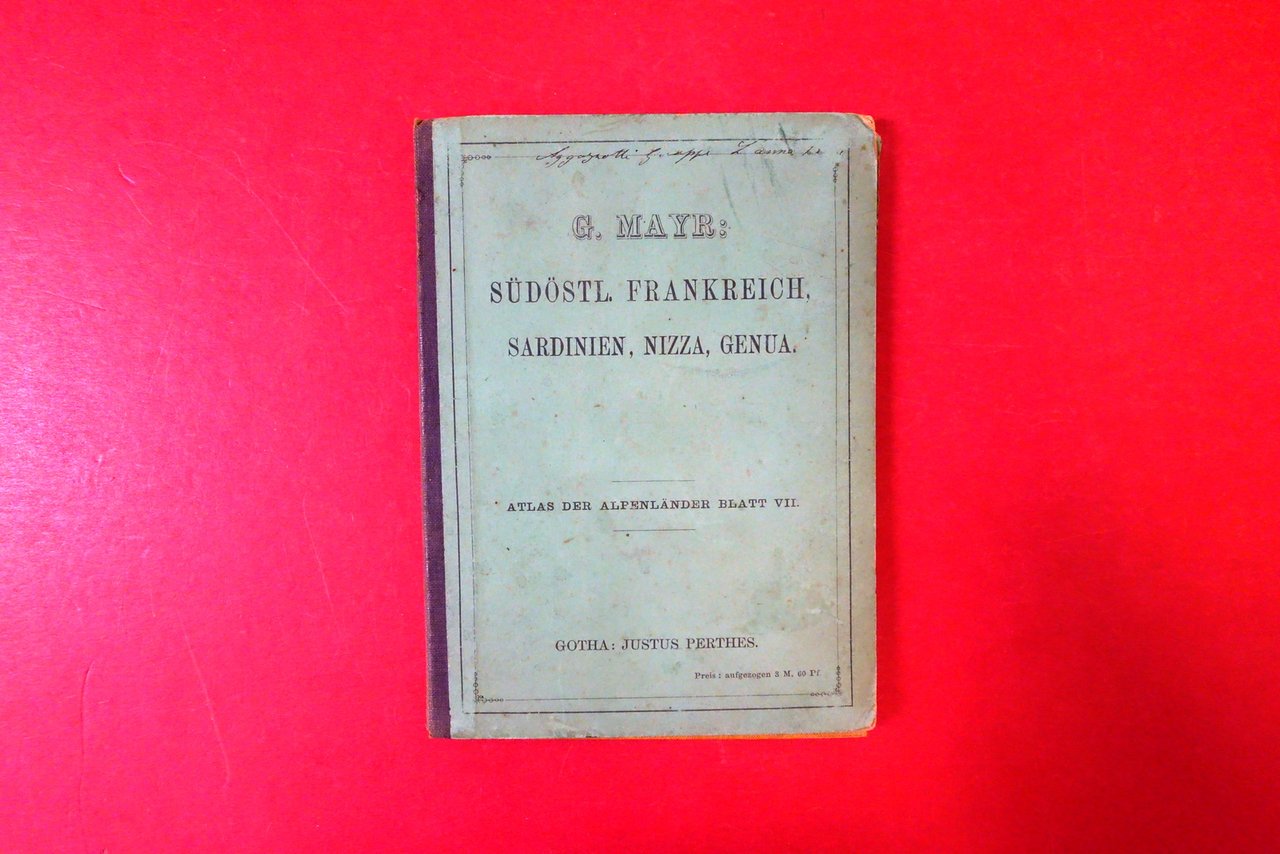 G. MAYR:
SÜDÖSTL. FRANKREICH,
SARDINIEN, NIZZA, GENUA.
ATLAS DER ALPENLÄNDER BLATT VII.
GOTHA: JUSTUS PERTHES.
Preis: aufgezogen 3 M. 60 Pf